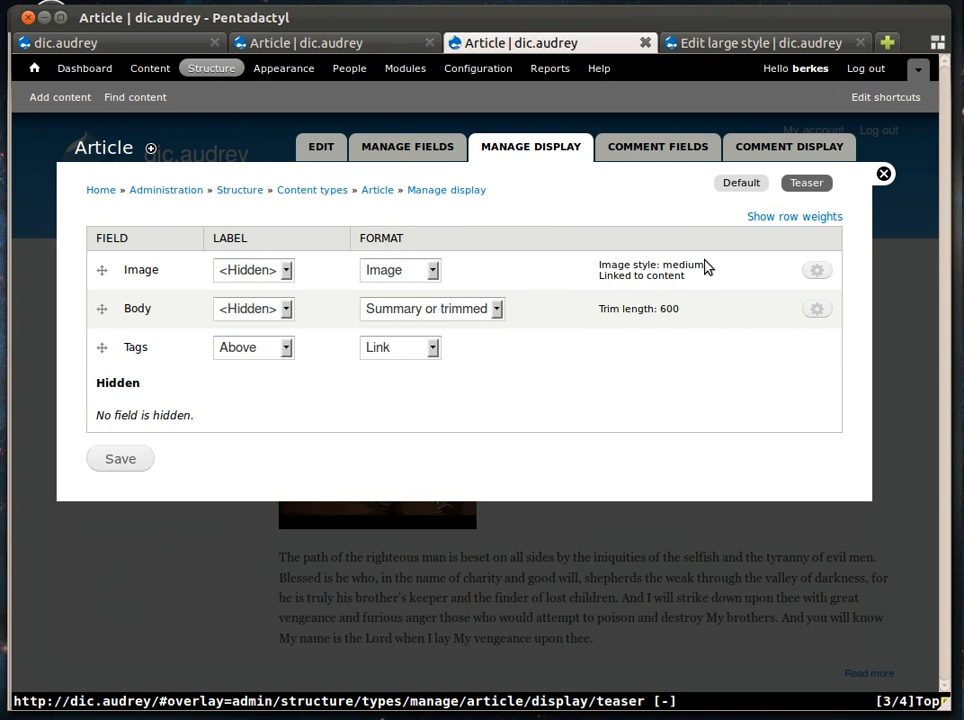 Article | dic.audrey - Pentadactyl
dic.audrey
Article | dic.audrey
Article | dic.audrey
Edit large style | dic.audrey
Dashboard Content Structure Appearance People Modules Configuration Reports Help
Hello berkes Log out
Add content Find content
Edit shortcuts
My account Log out
dic.audrey
Article
EDIT
MANAGE FIELDS
MANAGE DISPLAY
COMMENT FIELDS
COMMENT DISPLAY
Home » Administration » Structure » Content types » Article » Manage display
Default
Teaser
Show row weights
FIELD LABEL FORMAT
Image <Hidden> Image
Image style: medium
Linked to content
Body <Hidden> Summary or trimmed Trim length: 600
Tags Above Link
Hidden
No field is hidden.
Save
The path of the righteous man is beset on all sides by the iniquities of the selfish and the tyranny of evil men.
Blessed is he who, in the name of charity and good will, shepherds the weak through the valley of darkness, for
he is truly his brother's keeper and the finder of lost children. And I will strike down upon thee with great
vengeance and furious anger those who would attempt to poison and destroy My brothers. And you will know
My name is the Lord when I lay My vengeance upon thee.
Read more
http://dic.audrey/#overlay=admin/structure/types/manage/article/display/teaser [-]
[3/4]Top